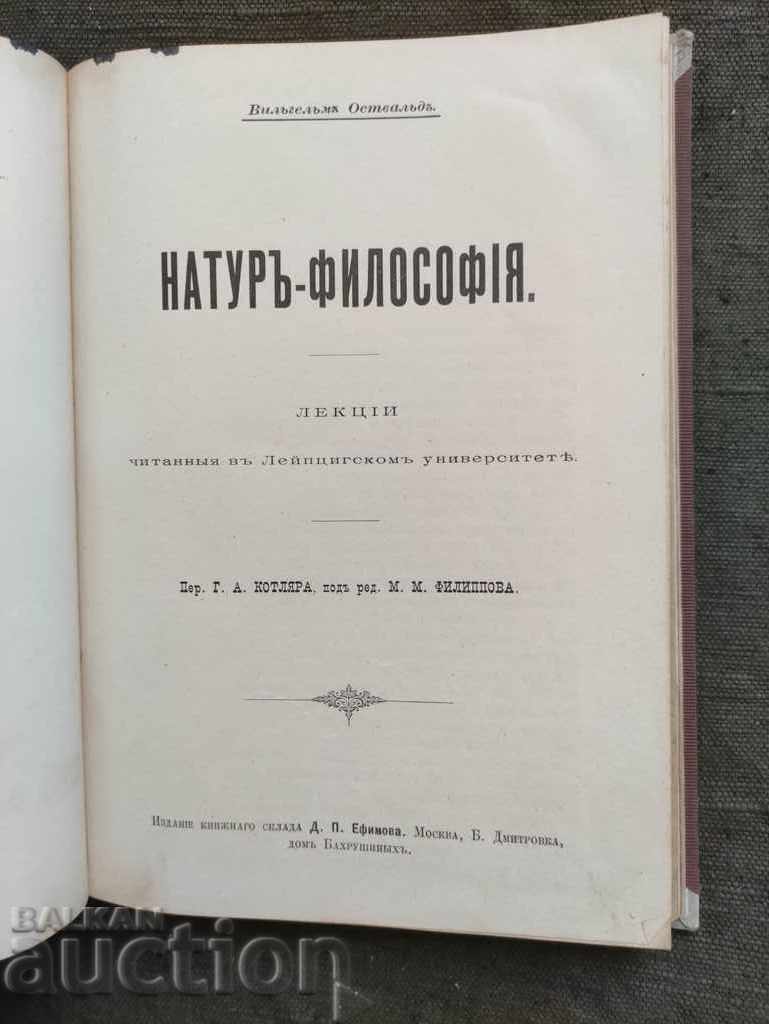 Вильгельмъ Оствальдъ.
НАТУРЪ-ФИЛОСОФІЯ.
ЛЕКЦІИ
читанныя въ Лейпцигскомъ университетѣ.
Пер. Г. А. КОТЛЯРА, подъ ред. М. М. ФИЛИППОВА.
Изданіе книжнаго склада Д. П. Ефимова. Москва, Б. Дмитровка,
домъ Бахрушиныхъ.
BALKAN
auction